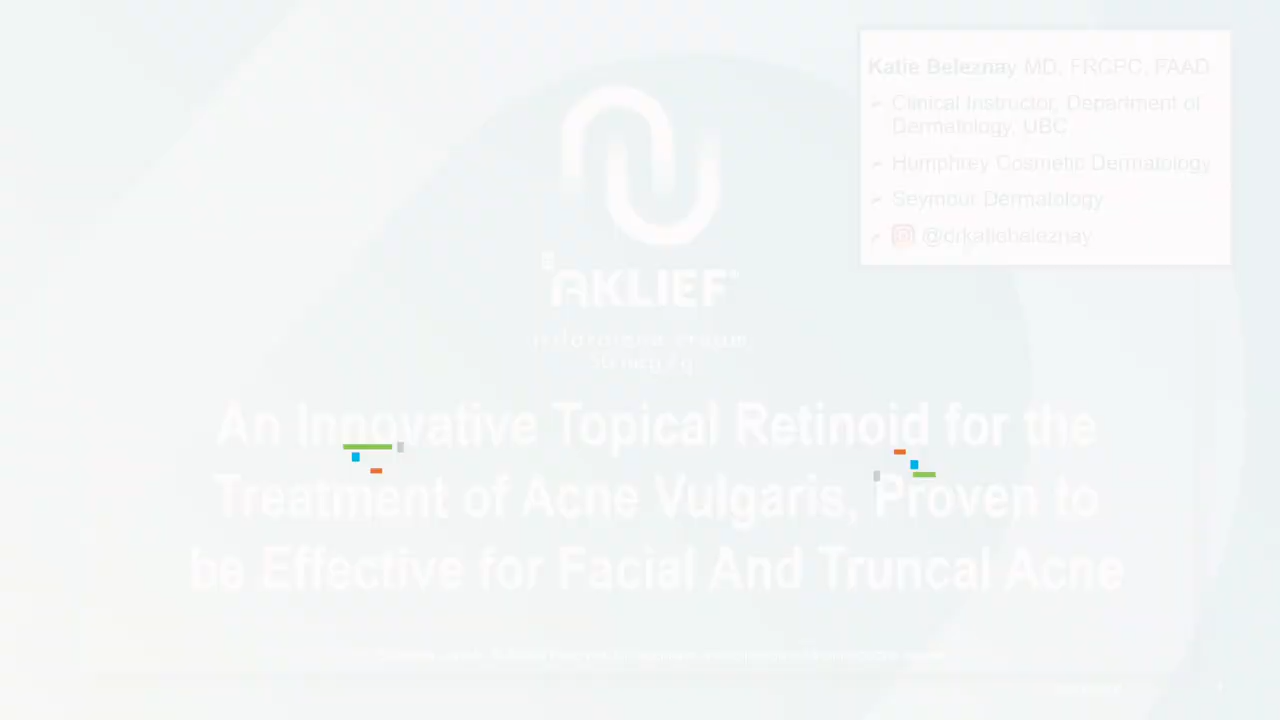 Katie Beleznay MD, FRCPC, FAAD
Clinical Instructor, Department of
Dermatology, UBC
Humphrey Cosmetic Dermatology
Seymour Dermatology
@drkatiebeleznay
AKLIEF
An Innovative Topical Retinoid for the
Treatment of Acne Vulgaris, Proven to
be Effective for Facial And Truncal Acne